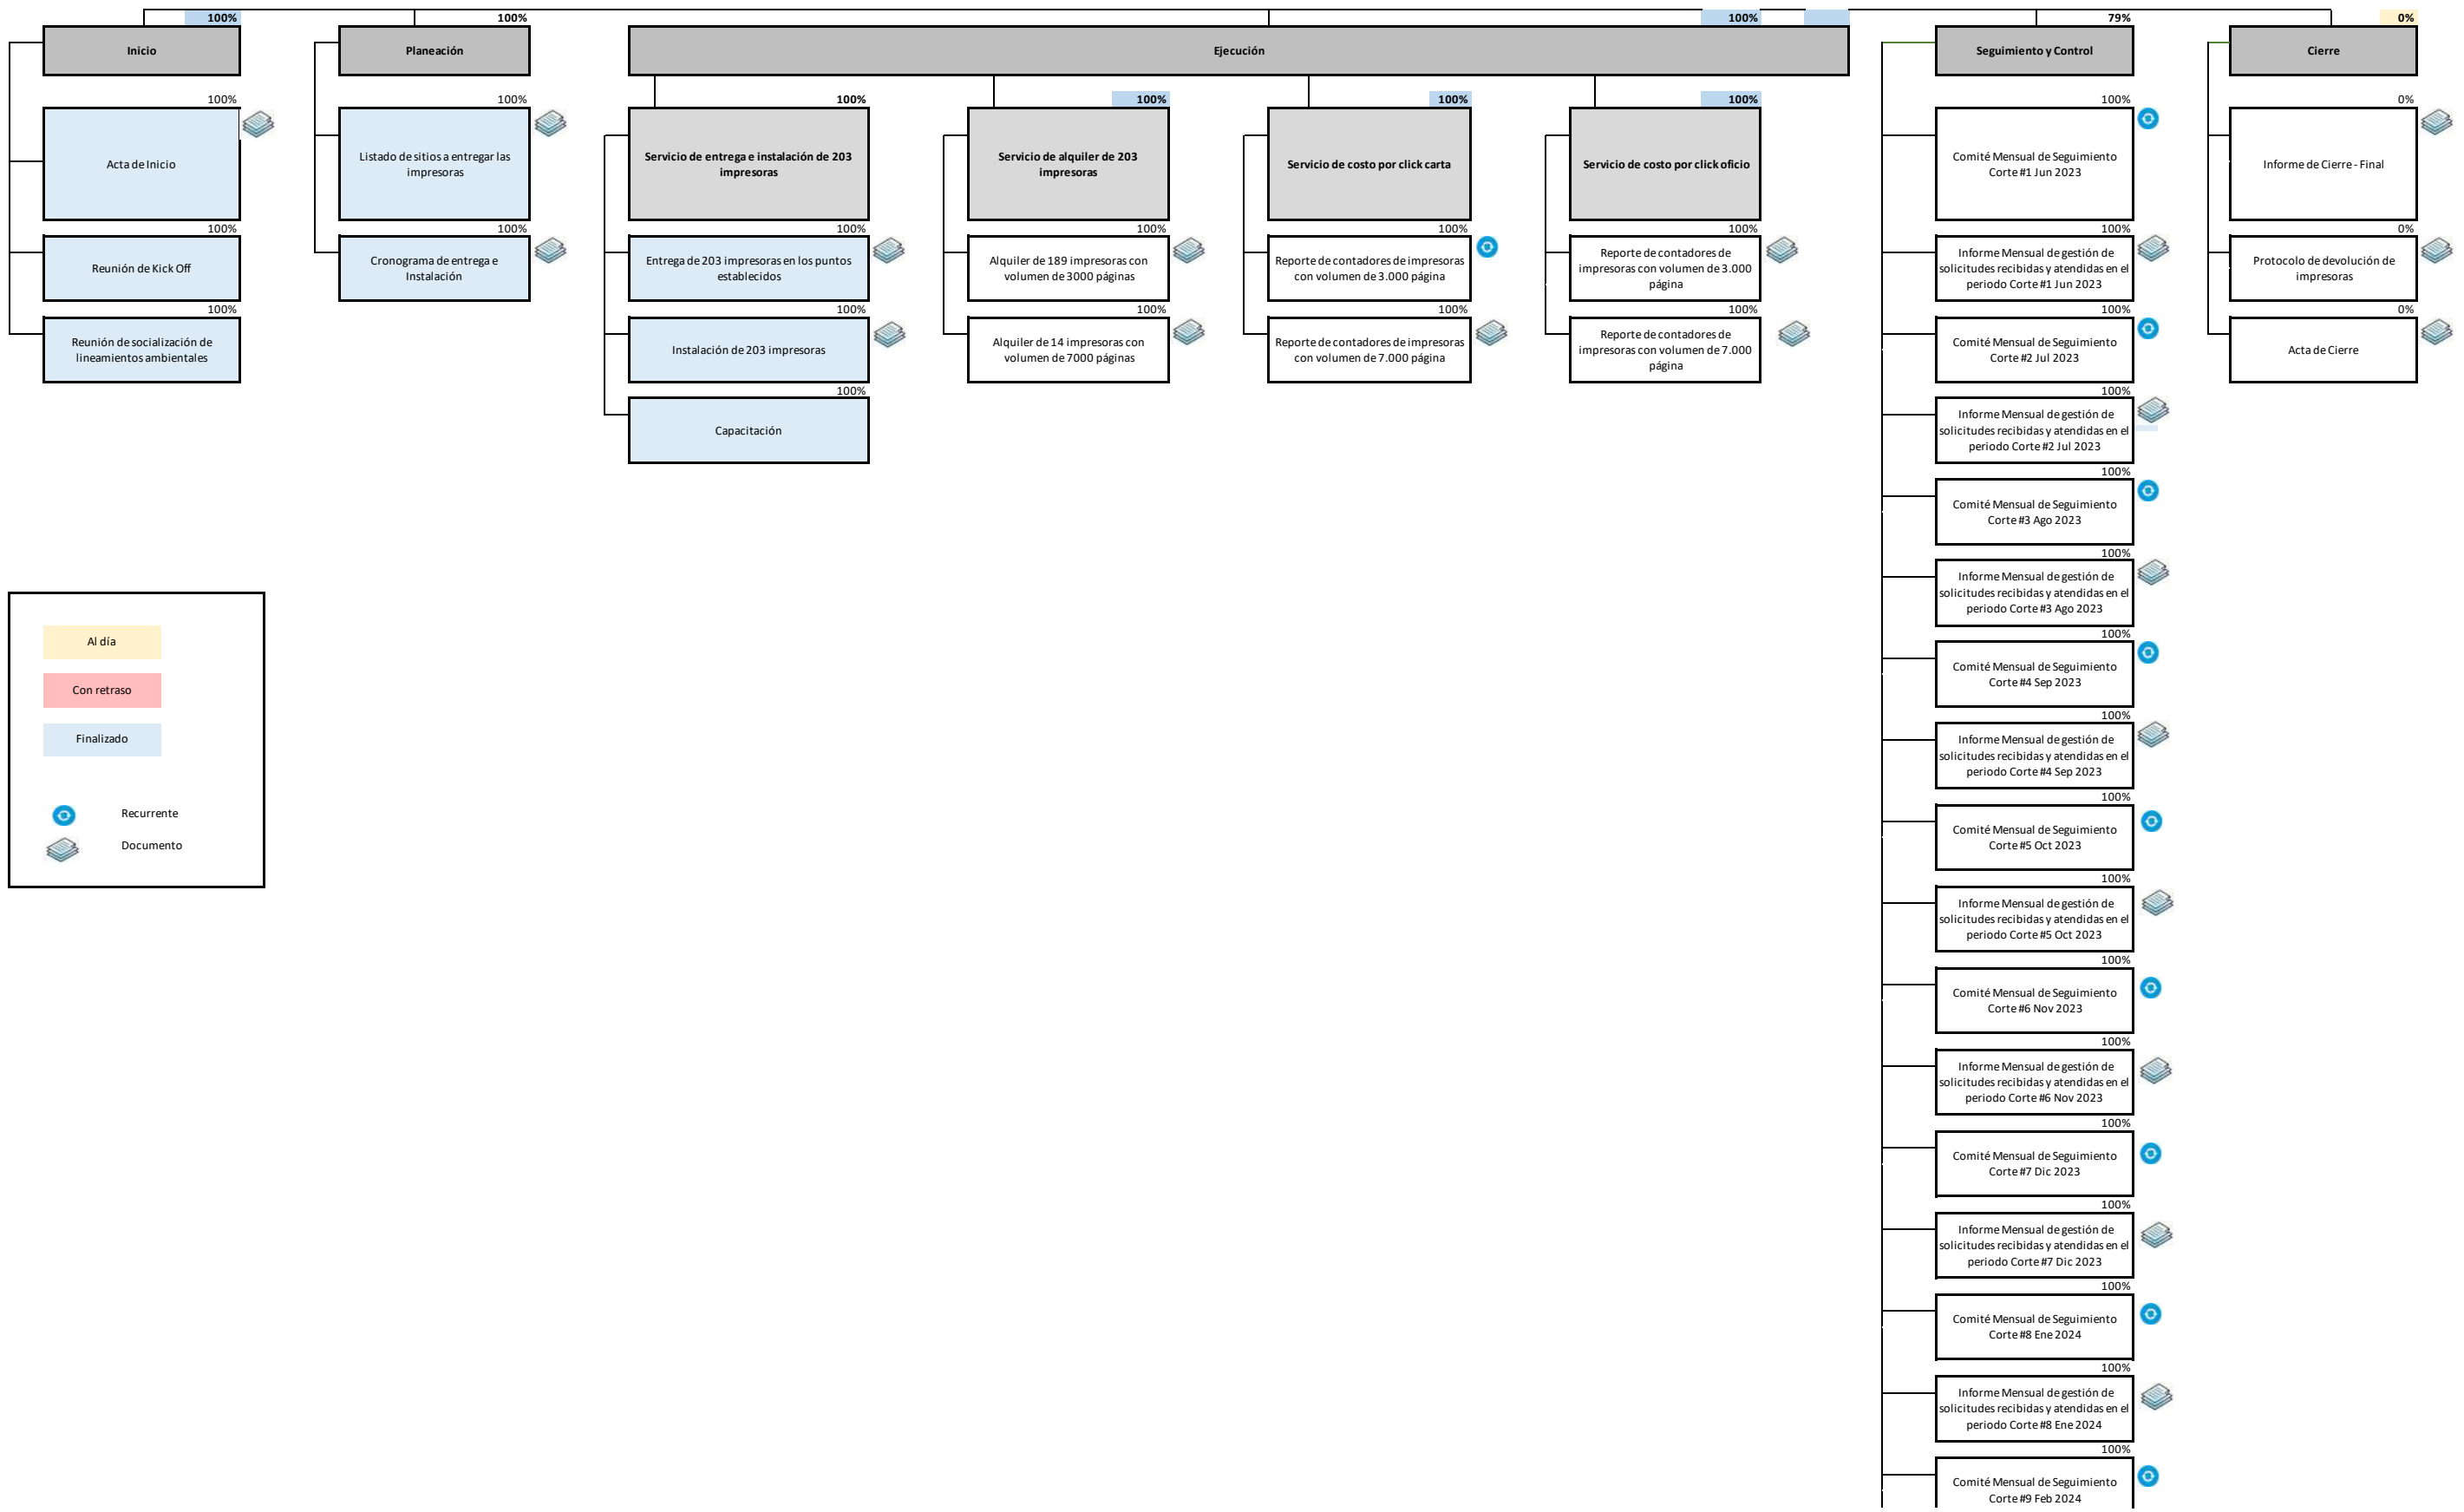 100%
Inicio
100%
Acta de Inicio
100%
Reunión de Kick Off
100%
Reunión de socialización de
lineamientos ambientales
100%
Planeación
100%
Listado de sitios a entregar las
impresoras
100%
Cronograma de entrega e
Instalación
100%
Ejecución
100%
Servicio de entrega e instalación de 203
impresoras
100%
Entrega de 203 impresoras en los puntos
establecidos
100%
Instalación de 203 impresoras
100%
Capacitación
100%
Servicio de alquiler de 203
impresoras
100%
Alquiler de 189 impresoras con
volumen de 3000 páginas
100%
Alquiler de 14 impresoras con
volumen de 7000 páginas
100%
Servicio de costo por click carta
100%
Reporte de contadores de impresoras
con volumen de 3.000 página
100%
Reporte de contadores de impresoras
con volumen de 7.000 página
100%
Servicio de costo por click oficio
100%
Reporte de contadores de
impresoras con volumen de 3.000
página
100%
Reporte de contadores de
impresoras con volumen de 7.000
página
79%
Seguimiento y Control
100%
Comité Mensual de Seguimiento
Corte #1 Jun 2023
100%
Informe Mensual de gestión de
solicitudes recibidas y atendidas en el
periodo Corte #1 Jun 2023
100%
Comité Mensual de Seguimiento
Corte #2 Jul 2023
100%
Informe Mensual de gestión de
solicitudes recibidas y atendidas en el
periodo Corte #2 Jul 2023
100%
Comité Mensual de Seguimiento
Corte #3 Ago 2023
100%
Informe Mensual de gestión de
solicitudes recibidas y atendidas en el
periodo Corte #3 Ago 2023
100%
Comité Mensual de Seguimiento
Corte #4 Sep 2023
100%
Informe Mensual de gestión de
solicitudes recibidas y atendidas en el
periodo Corte #4 Sep 2023
100%
Comité Mensual de Seguimiento
Corte #5 Oct 2023
100%
Informe Mensual de gestión de
solicitudes recibidas y atendidas en el
periodo Corte #5 Oct 2023
100%
Comité Mensual de Seguimiento
Corte #6 Nov 2023
100%
Informe Mensual de gestión de
solicitudes recibidas y atendidas en el
periodo Corte #6 Nov 2023
100%
Comité Mensual de Seguimiento
Corte #7 Dic 2023
100%
Informe Mensual de gestión de
solicitudes recibidas y atendidas en el
periodo Corte #7 Dic 2023
100%
Comité Mensual de Seguimiento
Corte #8 Ene 2024
100%
Informe Mensual de gestión de
solicitudes recibidas y atendidas en el
periodo Corte #8 Ene 2024
100%
Comité Mensual de Seguimiento
Corte #9 Feb 2024
0%
Cierre
0%
Informe de Cierre - Final
0%
Protocolo de devolución de
impresoras
0%
Acta de Cierre
Al día
Con retraso
Finalizado
Recurrente
Documento